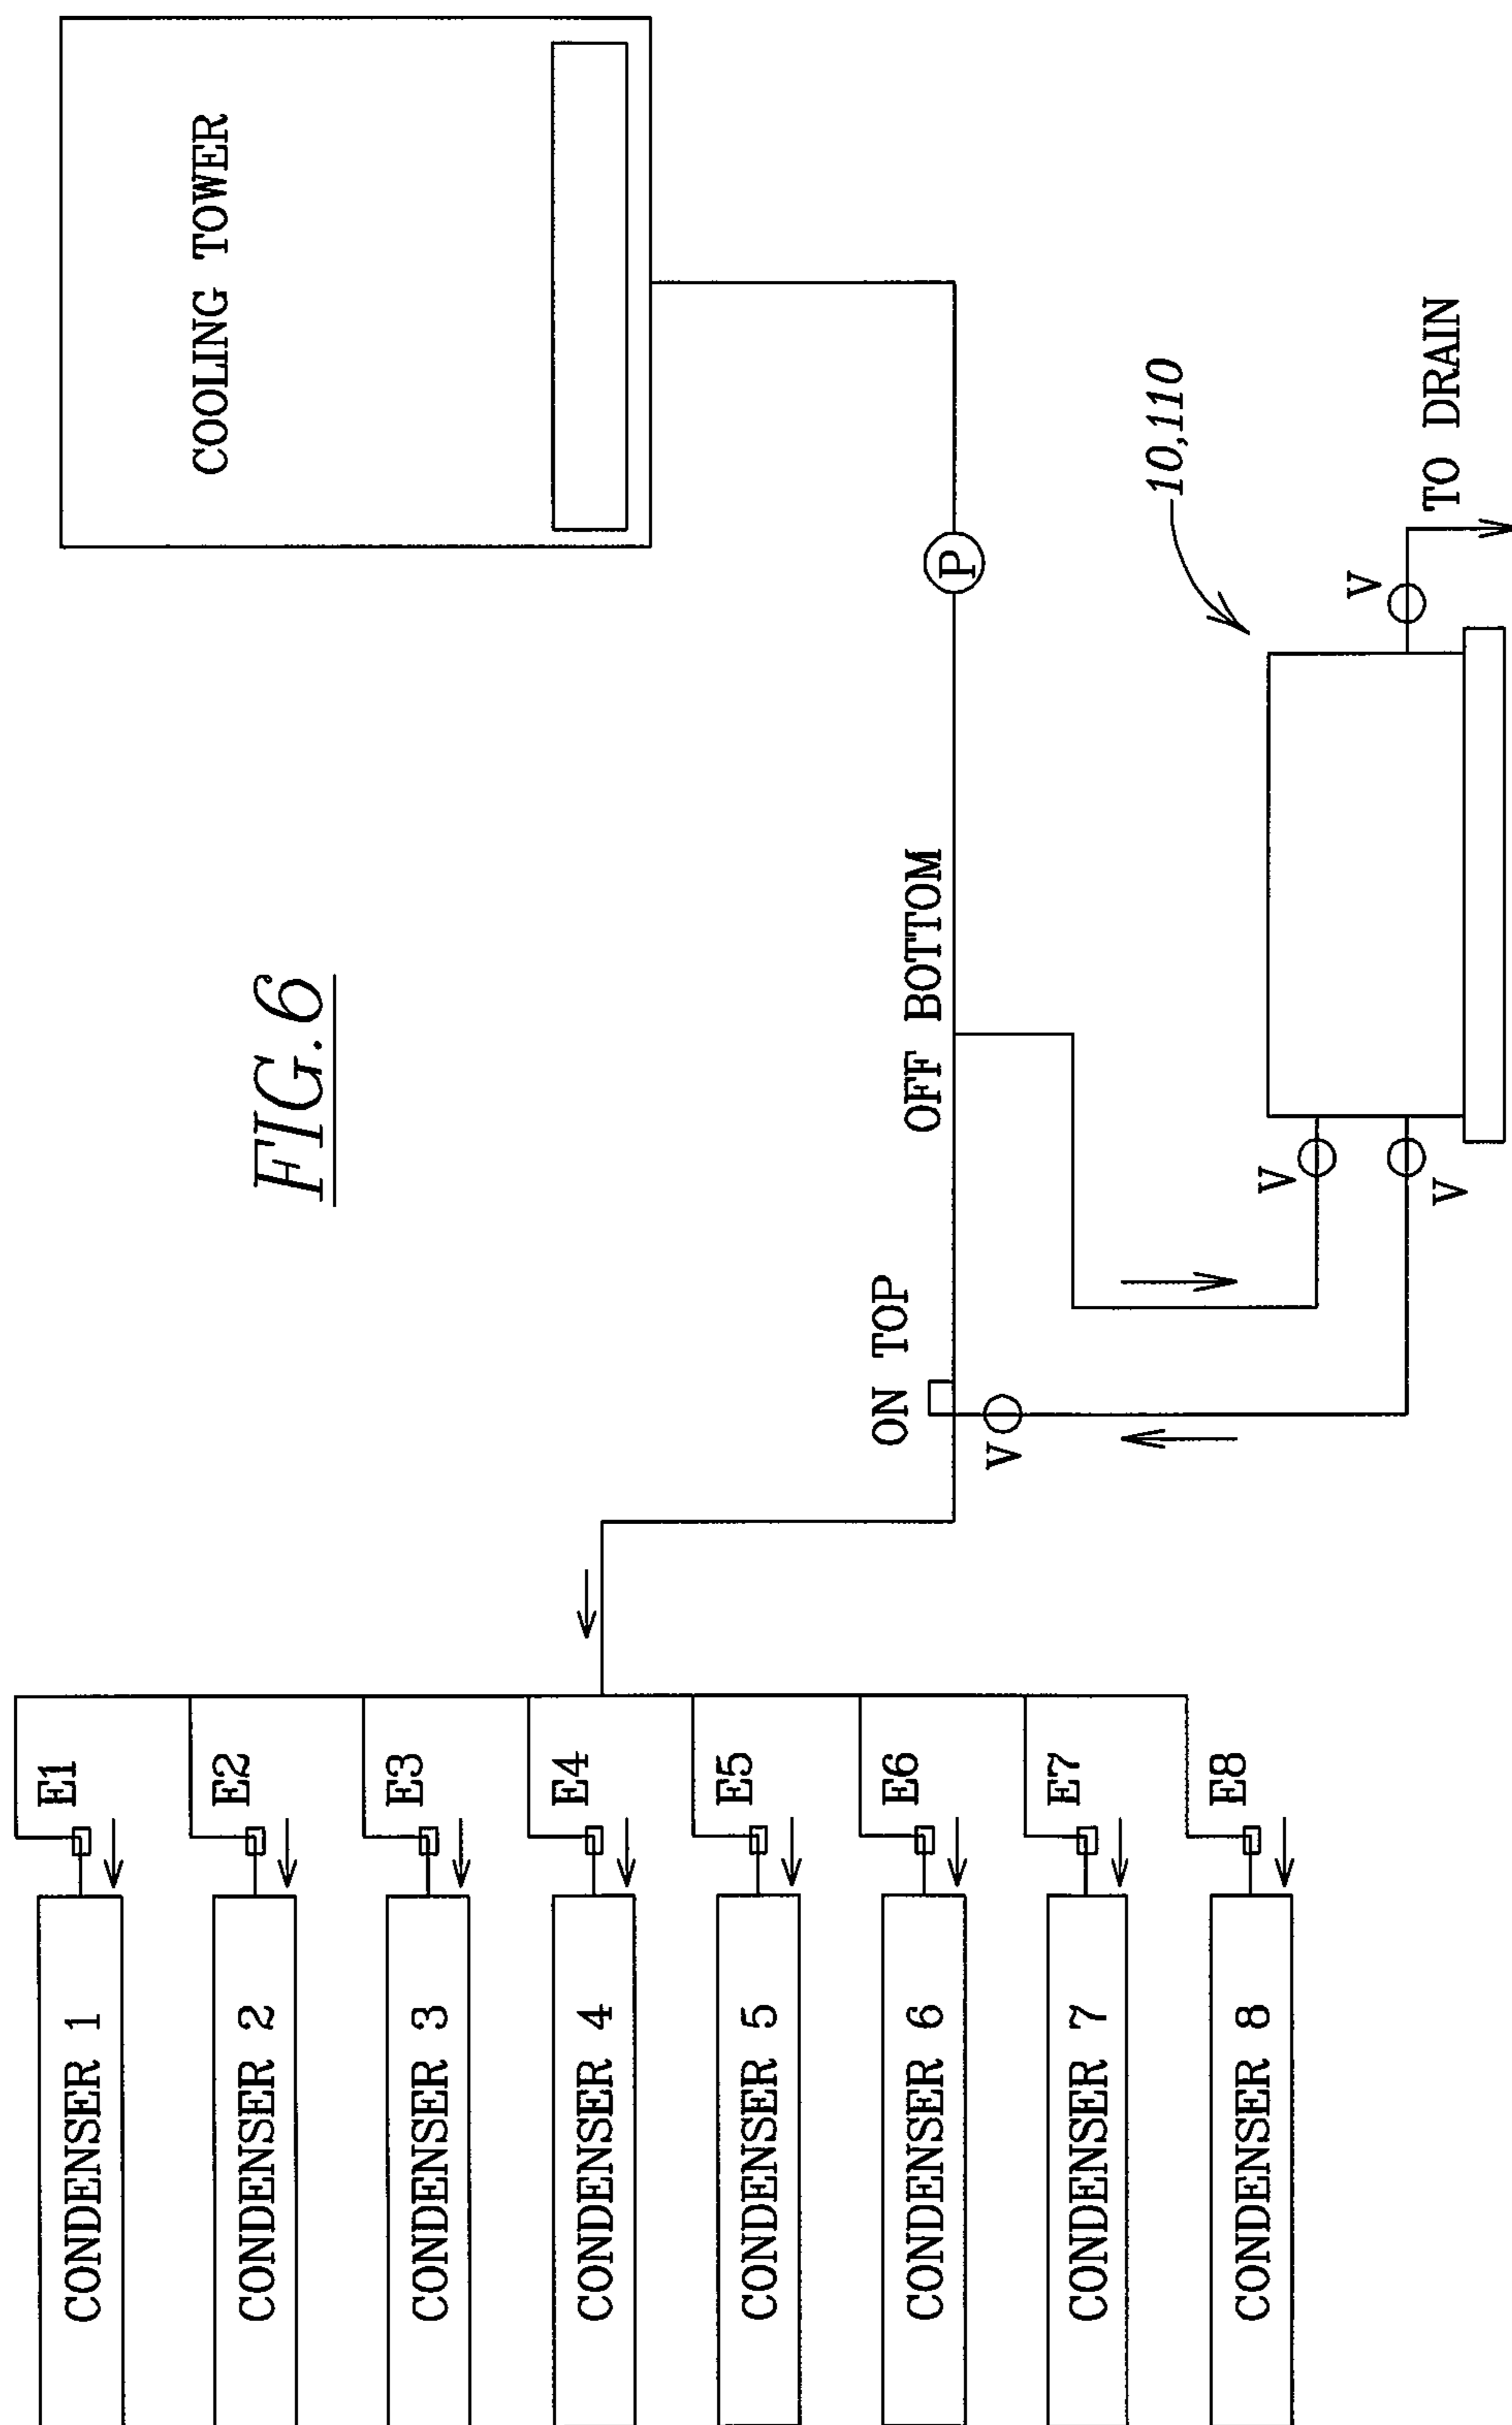 FIG.6
COOLING TOWER
P
OFF BOTTOM
ON TOP
V
V
V
V
10,110
TO DRAIN
E1
CONDENSER 1
E2
CONDENSER 2
E3
CONDENSER 3
E4
CONDENSER 4
E5
CONDENSER 5
E6
CONDENSER 6
E7
CONDENSER 7
E8
CONDENSER 8